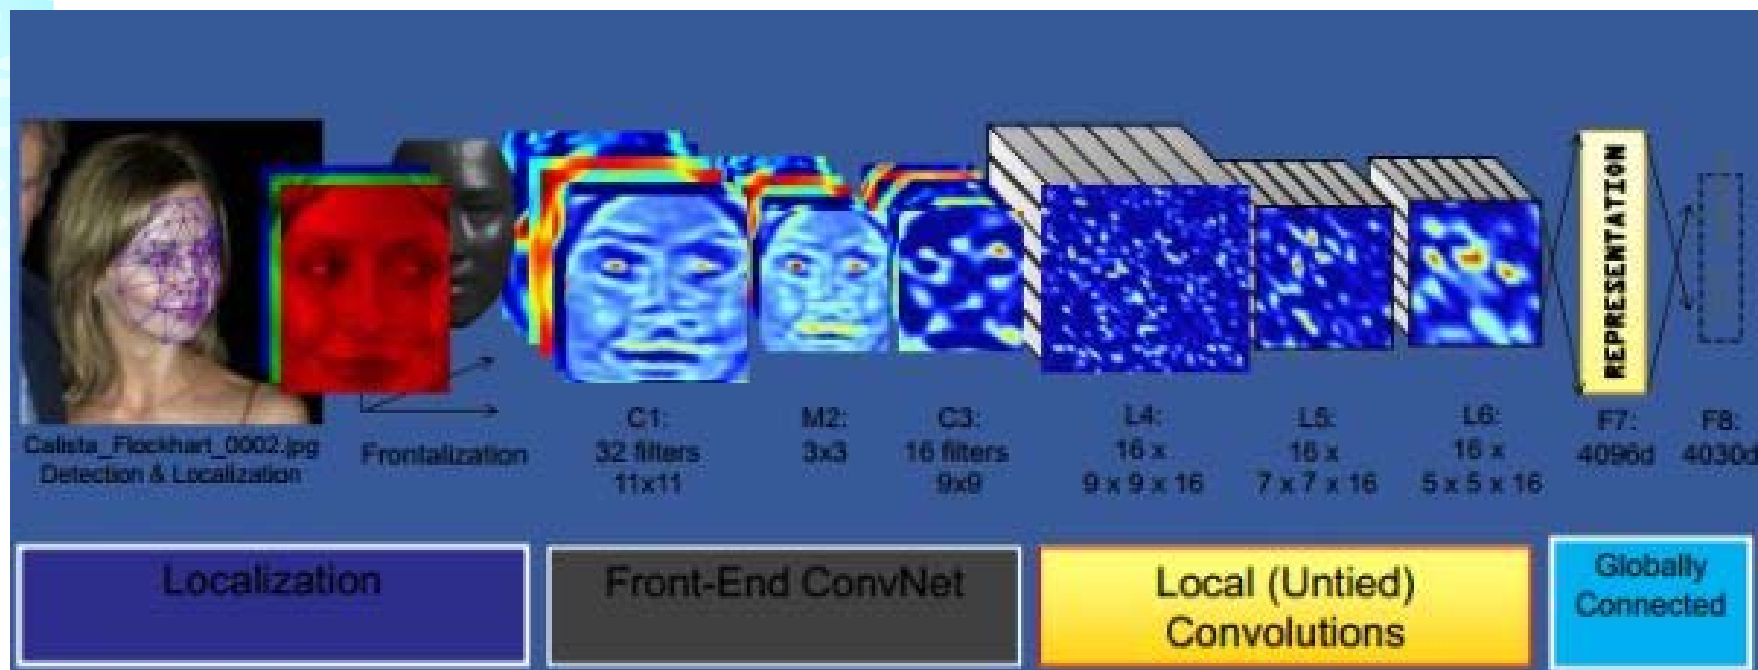 REPRESENTATION
Calista_Flockhart_0002.jpg
Detection & Localization
Frontalization
C1:
32 filters
11x11
M2:
3x3
C3:
16 filters
9x9
L4:
16 x
9 x 9 x 16
L5:
16 x
7 x 7 x 16
L6:
16 x
5 x 5 x 16
F7:
4096d
F8:
4030d
Localization
Front-End ConvNet
Local (Untied)
Convolutions
Globally
Connected